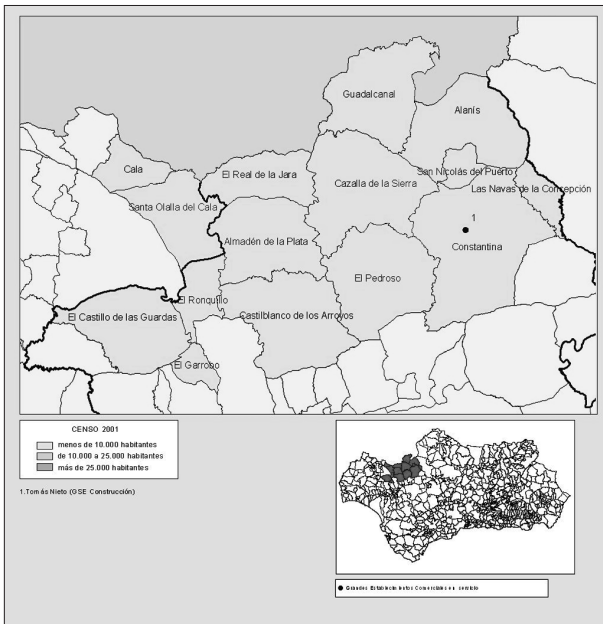 Guadalcanal
Alanís
Cala
El Real de la Jara
San Nicolás del Puerto
Cazalla de la Sierra
Las Navas de la Concepción
Santa Olalla del Cala
1
Almadén de la Plata
Constantina
El Pedroso
El Ronquillo
El Castillo de las Guardas
Castilblanco de los Arroyos
El Garrobo
CENSO 2001
menos de 10.000 habitantes
de 10.000 a 25.000 habitantes
más de 25.000 habitantes
1.Tomás Nieto (GSE Construcción)
Grandes Establecimientos Comerciales en servicio